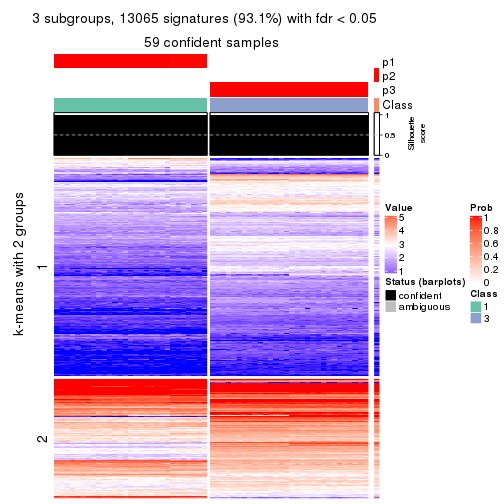 3 subgroups, 13065 signatures (93.1%) with fdr < 0.05
59 confident samples
p1
p2
p3
Class
1
0.5
0
Silhouette
score
k-means with 2 groups
1
2
Value
5
4
3
2
1
Prob
1
0.8
0.6
0.4
0.2
0
Status (barplots)
confident
ambiguous
Class
1
3